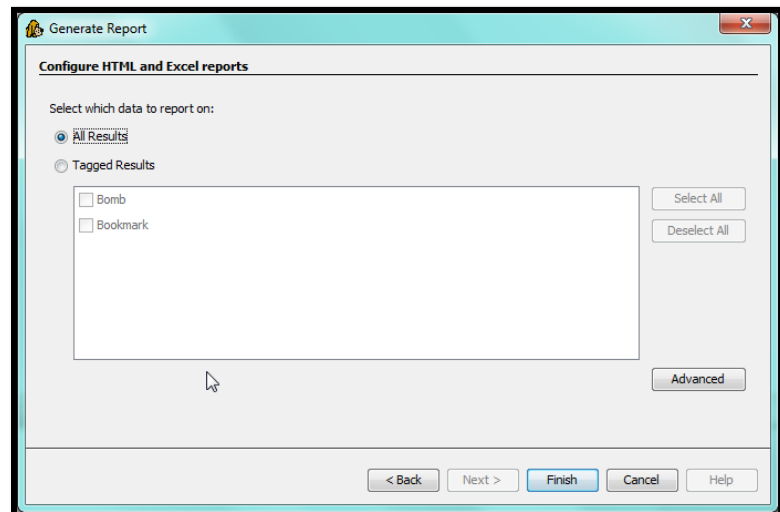 Generate Report
Configure HTML and Excel reports
Select which data to report on:
All Results
Tagged Results
Bomb
Bookmark
Select All
Deselect All
Advanced
< Back Next > Finish Cancel Help